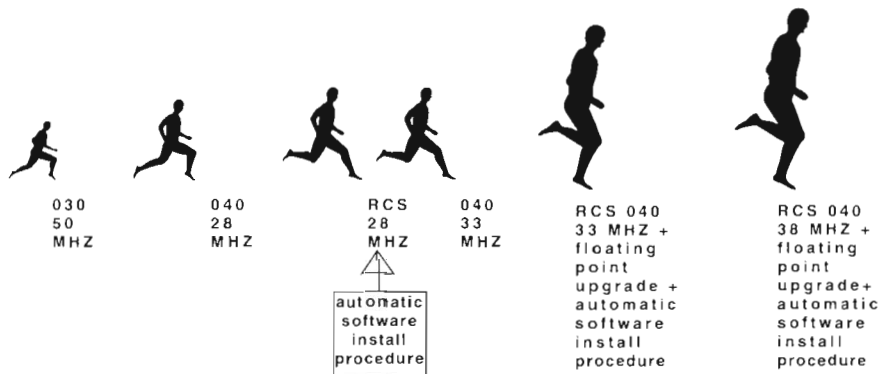 030
50
MHZ
040
28
MHZ
RCS
28
MHZ
automatic
software
install
procedure
040
33
MHZ
RCS 040
33 MHZ +
floating
point
upgrade +
automatic
software
install
procedure
RCS 040
38 MHZ +
floating
point
upgrade+
automatic
software
install
procedure